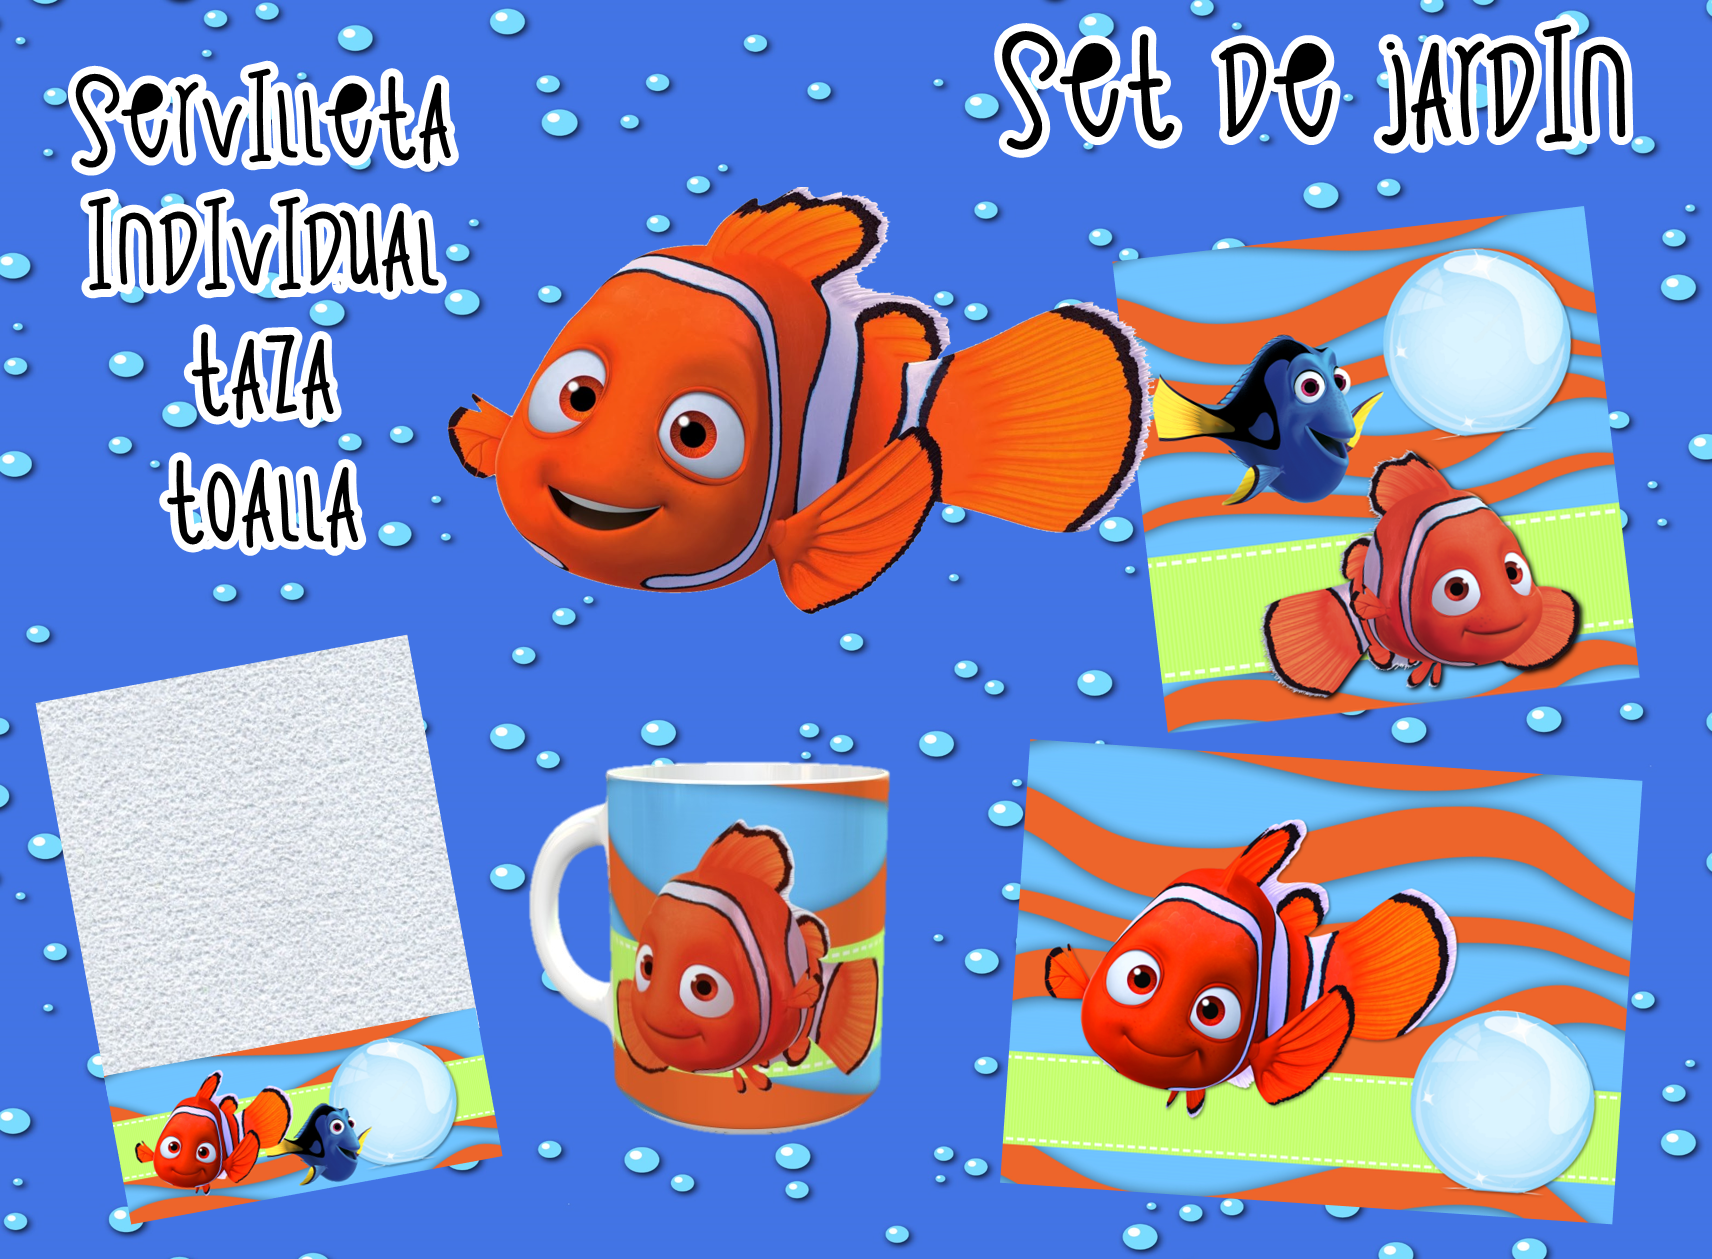 servilleta
individual
taza
toalla
set de jardin